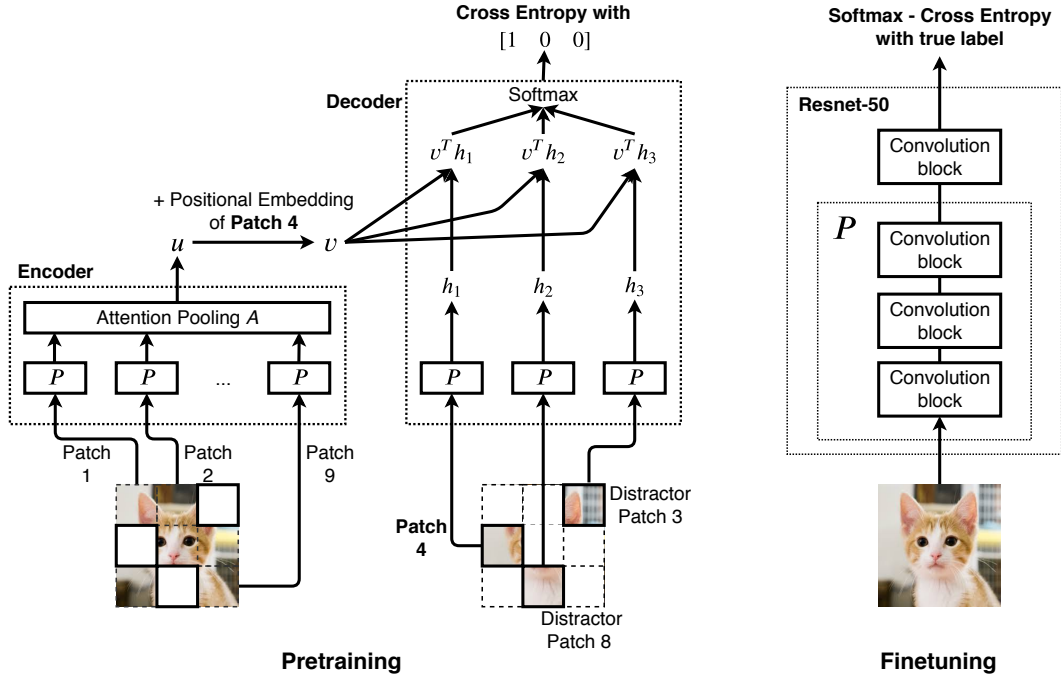 Cross Entropy with
[1 0 0]
Decoder
Softmax
v^T h_1
v^T h_2
v^T h_3
+ Positional Embedding
of Patch 4
u
v
Encoder
Attention Pooling A
h_1
h_2
h_3
P
P
...
P
P
P
P
Patch
1
Patch
2
Patch
9
Patch
4
Distractor
Patch 3
Distractor
Patch 8
Pretraining
Softmax - Cross Entropy
with true label
Resnet-50
Convolution
block
P
Convolution
block
Convolution
block
Convolution
block
Finetuning